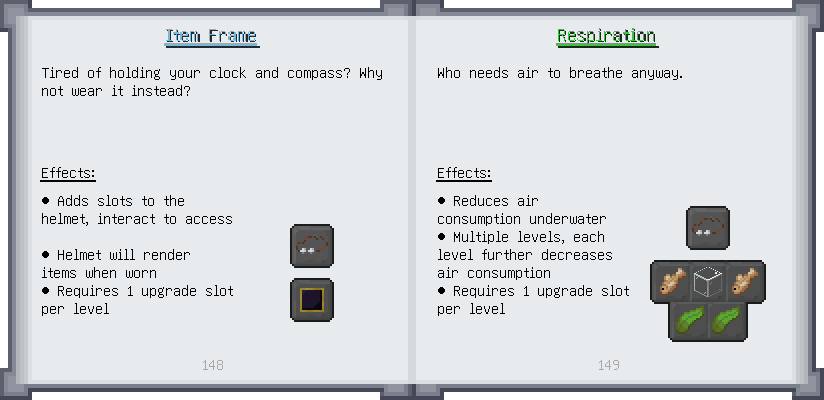 Item Frame
Tired of holding your clock and compass? Why
not wear it instead?
Effects:
● Adds slots to the
helmet, interact to access
● Helmet will render
items when worn
● Requires 1 upgrade slot
per level
148
Respiration
Who needs air to breathe anyway.
Effects:
● Reduces air
consumption underwater
● Multiple levels, each
level further decreases
air consumption
● Requires 1 upgrade slot
per level
149